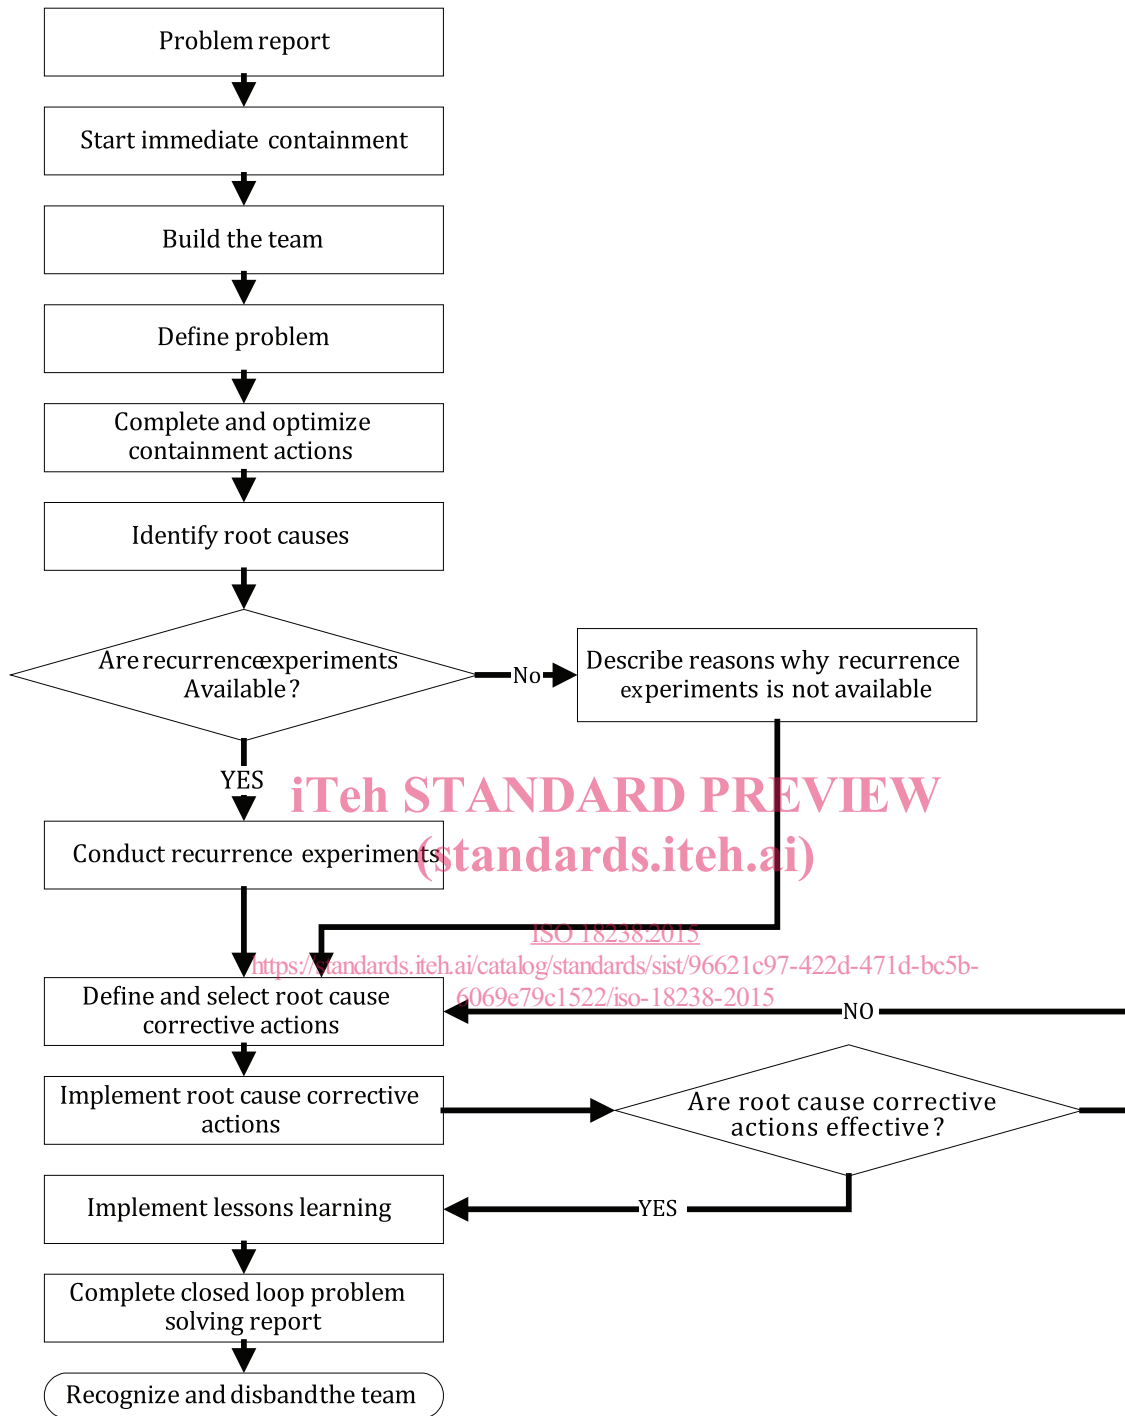 Problem report
Start immediate containment
Build the team
Define problem
Complete and optimize
containment actions
Identify root causes
Are recurrence experiments
Available ?
No
Describe reasons why recurrence
experiments is not available
YES
iTeh STANDARD PREVIEW
(standards.iteh.ai)
Conduct recurrence experiments
ISO 18238:2015
https://standards.iteh.ai/catalog/standards/sist/96621c97-422d-471d-bc5b-
6069e79c1522/iso-18238-2015
Define and select root cause
corrective actions
NO
Implement root cause corrective
actions
Are root cause corrective
actions effective ?
Implement lessons learning
YES
Complete closed loop problem
solving report
Recognize and disband the team